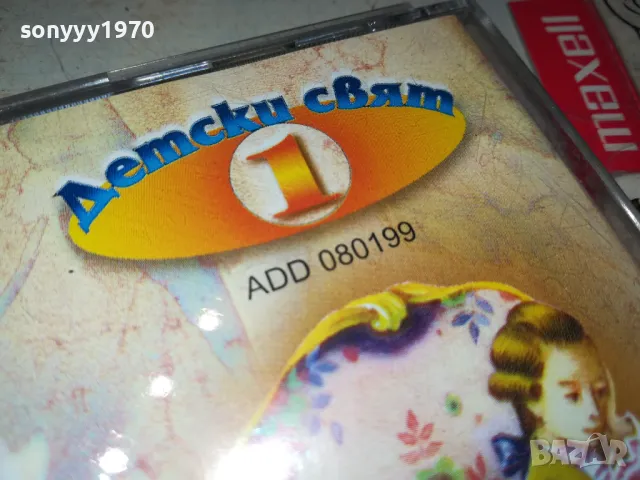 sonyyy1970
maxell
Детски свят
1
ADD 080199
BAZAR